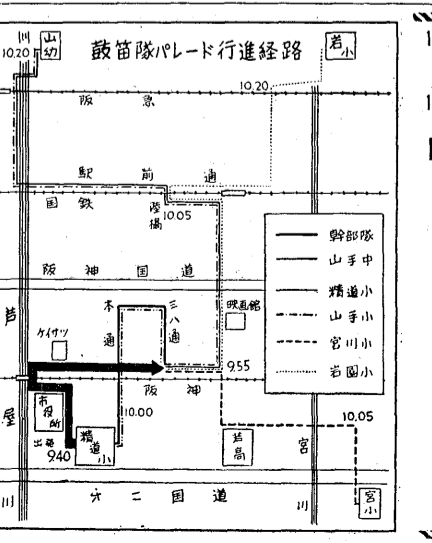 鼓笛隊パレード行進経路
川
10.20
山幼
岩小
10.20
阪急
駅前通
国鉄
陸橋
10.05
阪神国道
幹部隊
山手中
精道小
山手小
宮川小
岩園小
芦
屋
川
ケイサツ
木通
三八通
映画館
9.55
阪神
市役所
出発
9.40
精道小
10.00
芦高
宮
川
10.05
宮小
第二国道